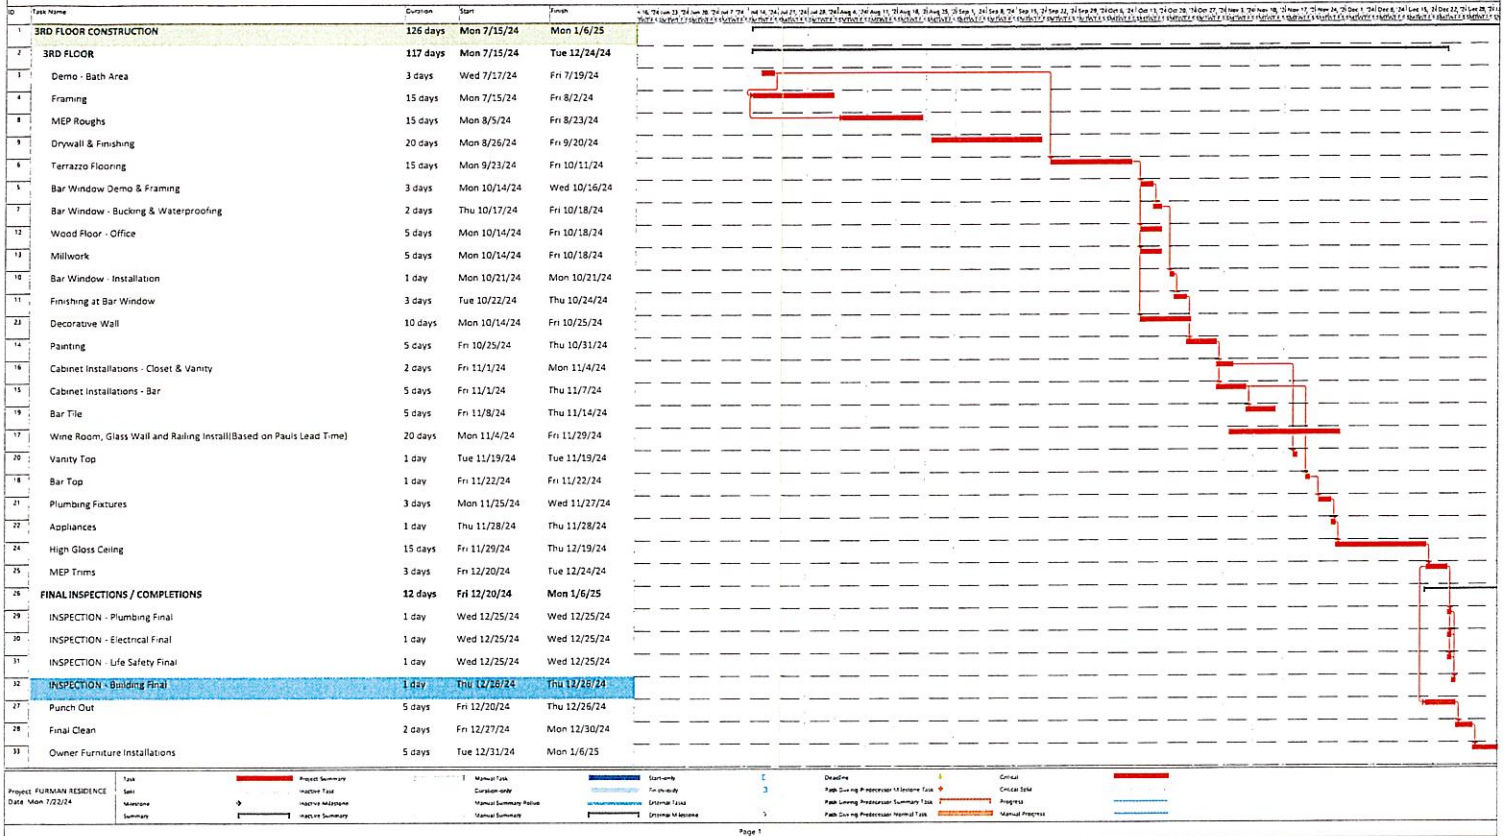 ID Task Name Duration Start Finish
1 3RD FLOOR CONSTRUCTION 126 days Mon 7/15/24 Mon 1/6/25
2 3RD FLOOR 117 days Mon 7/15/24 Tue 12/24/24
3 Demo - Bath Area 3 days Wed 7/17/24 Fri 7/19/24
4 Framing 15 days Mon 7/15/24 Fri 8/2/24
8 MEP Roughs 15 days Mon 8/5/24 Fri 8/23/24
9 Drywall & Finishing 20 days Mon 8/26/24 Fri 9/20/24
6 Terrazzo Flooring 15 days Mon 9/23/24 Fri 10/11/24
5 Bar Window Demo & Framing 3 days Mon 10/14/24 Wed 10/16/24
7 Bar Window - Bucking & Waterproofing 2 days Thu 10/17/24 Fri 10/18/24
12 Wood Floor - Office 5 days Mon 10/14/24 Fri 10/18/24
13 Millwork 5 days Mon 10/14/24 Fri 10/18/24
10 Bar Window - Installation 1 day Mon 10/21/24 Mon 10/21/24
11 Finishing at Bar Window 3 days Tue 10/22/24 Thu 10/24/24
23 Decorative Wall 10 days Mon 10/14/24 Fri 10/25/24
14 Painting 5 days Fri 10/25/24 Thu 10/31/24
16 Cabinet Installations - Closet & Vanity 2 days Fri 11/1/24 Mon 11/4/24
15 Cabinet Installations - Bar 5 days Fri 11/1/24 Thu 11/7/24
19 Bar Tile 5 days Fri 11/8/24 Thu 11/14/24
17 Wine Room, Glass Wall and Railing Install(Based on Pauls Lead Time) 20 days Mon 11/4/24 Fri 11/29/24
20 Vanity Top 1 day Tue 11/19/24 Tue 11/19/24
18 Bar Top 1 day Fri 11/22/24 Fri 11/22/24
21 Plumbing Fixtures 3 days Mon 11/25/24 Wed 11/27/24
22 Appliances 1 day Thu 11/28/24 Thu 11/28/24
24 High Gloss Ceiling 15 days Fri 11/29/24 Thu 12/19/24
25 MEP Trims 3 days Fri 12/20/24 Tue 12/24/24
26 FINAL INSPECTIONS / COMPLETIONS 12 days Fri 12/20/24 Mon 1/6/25
29 INSPECTION - Plumbing Final 1 day Wed 12/25/24 Wed 12/25/24
30 INSPECTION - Electrical Final 1 day Wed 12/25/24 Wed 12/25/24
31 INSPECTION - Life Safety Final 1 day Wed 12/25/24 Wed 12/25/24
32 INSPECTION - Building Final 1 day Thu 12/26/24 Thu 12/26/24
27 Punch Out 5 days Fri 12/20/24 Thu 12/26/24
28 Final Clean 2 days Fri 12/27/24 Mon 12/30/24
33 Owner Furniture Installations 5 days Tue 12/31/24 Mon 1/6/25
Project: FURMAN RESIDENCE
Date: Mon 7/22/24
Task Project Summary Manual Task Start-only Deadline Critical
Split Inactive Task Duration-only Finish-only Path Driving Predecessor Milestone Task Critical Split
Milestone Inactive Milestone Manual Summary Rollup External Tasks Path Driving Predecessor Summary Task Progress
Summary Inactive Summary Manual Summary External Milestone Path Driving Predecessor Normal Task Manual Progress
Page 1